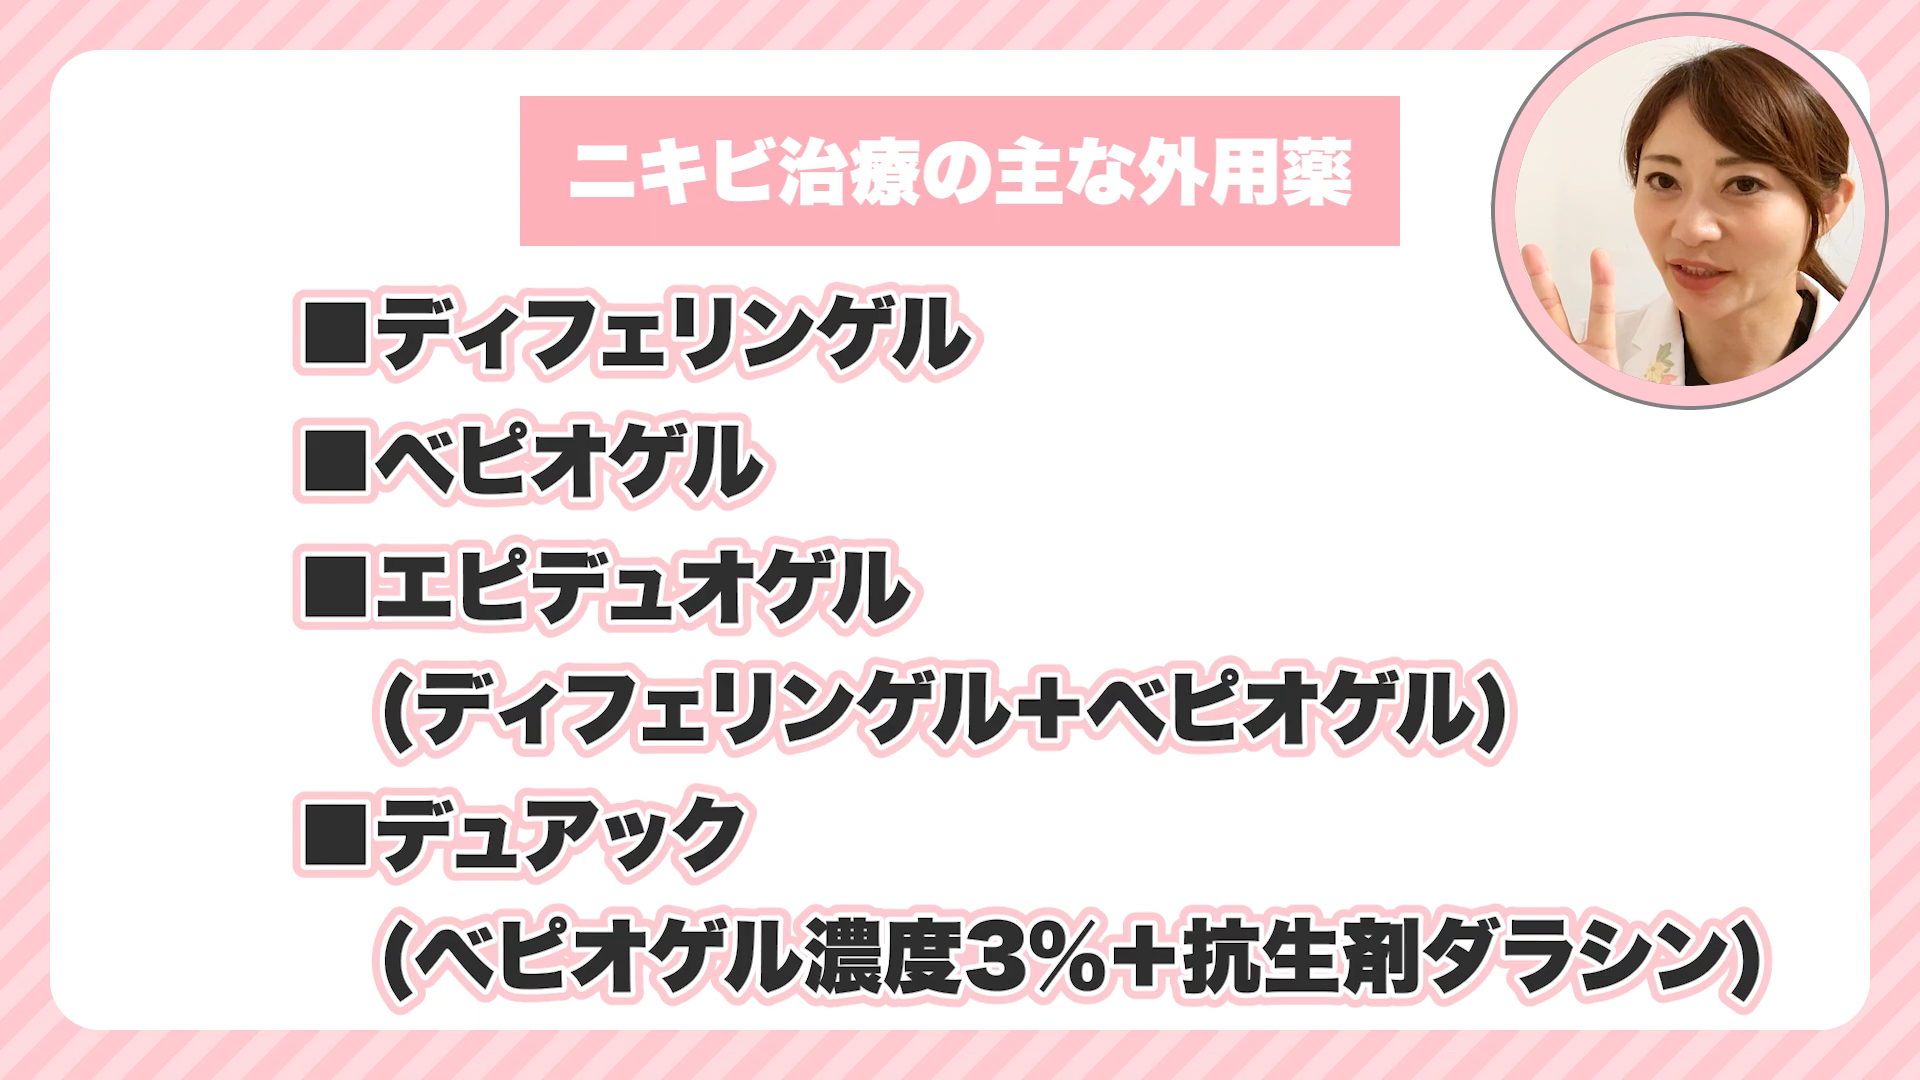 ニキビ治療の主な外用薬
■ディフェリンゲル
■ベピオゲル
■エピデュオゲル
(ディフェリンゲル＋ベピオゲル)
■デュアック
(ベピオゲル濃度3%＋抗生剤ダラシン)